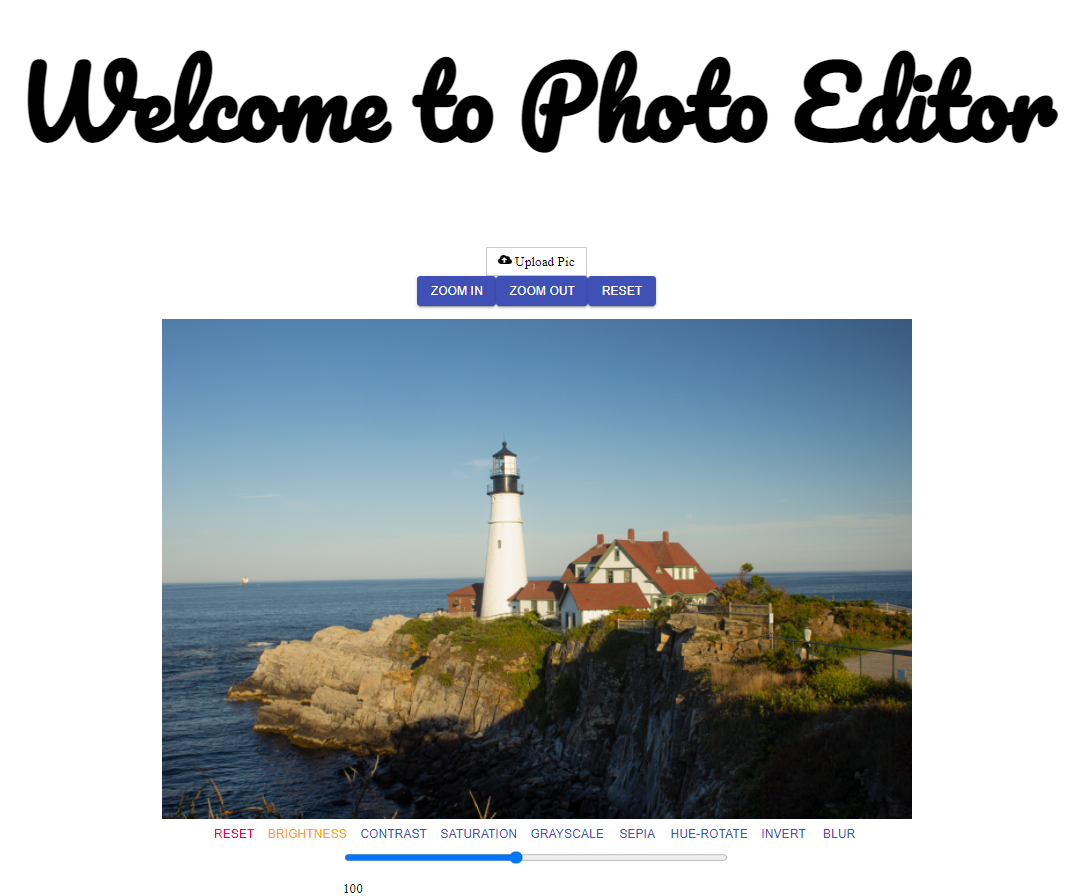 Welcome to Photo Editor
Upload Pic
ZOOM IN ZOOM OUT RESET
RESET BRIGHTNESS CONTRAST SATURATION GRAYSCALE SEPIA HUE-ROTATE INVERT BLUR
100